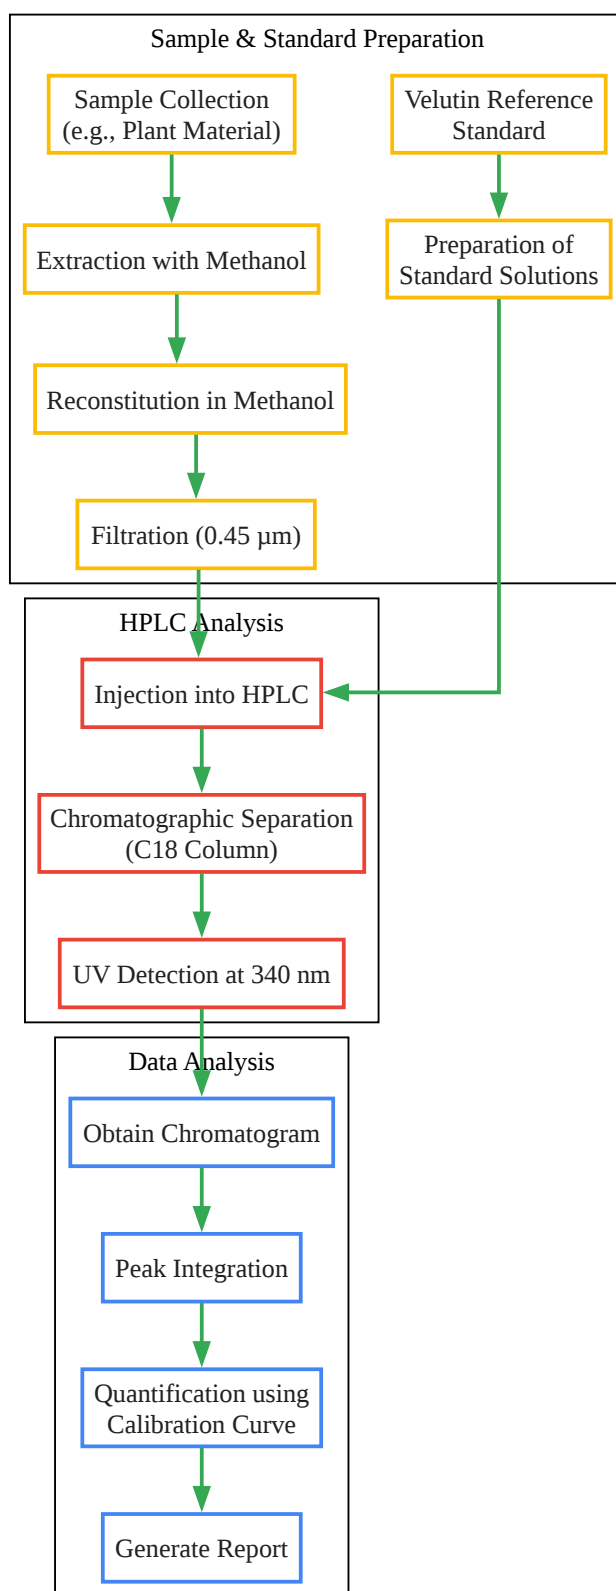 Sample & Standard Preparation
Sample Collection
(e.g., Plant Material)
Velutin Reference
Standard
Extraction with Methanol
Preparation of
Standard Solutions
Reconstitution in Methanol
Filtration (0.45 µm)
HPLC Analysis
Injection into HPLC
Chromatographic Separation
(C18 Column)
UV Detection at 340 nm
Data Analysis
Obtain Chromatogram
Peak Integration
Quantification using
Calibration Curve
Generate Report